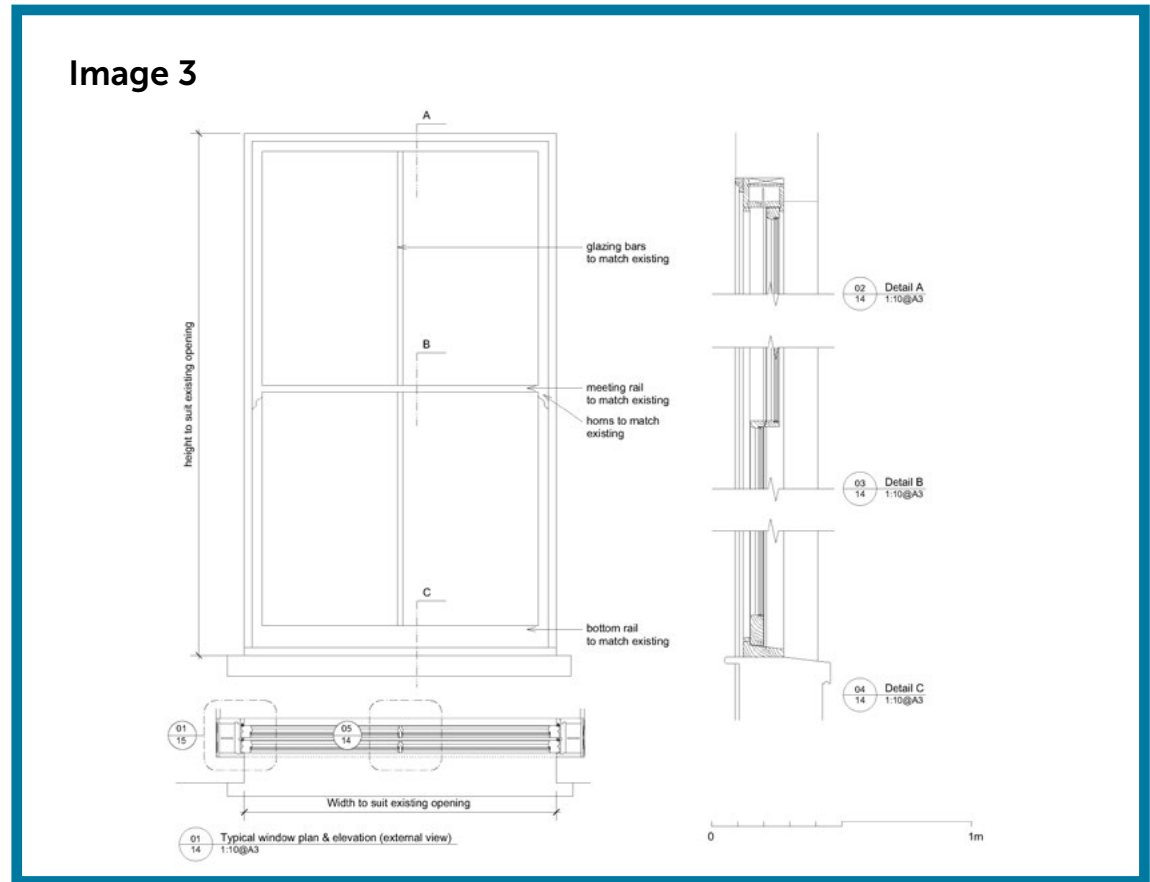 Image 3
A
glazing bars
to match existing
height to suit existing opening
B
meeting rail
to match existing
horns to match
existing
C
bottom rail
to match existing
01
15
05
14
Width to suit existing opening
01
14
Typical window plan & elevation (external view)
1:10@A3
02
14
Detail A
1:10@A3
03
14
Detail B
1:10@A3
04
14
Detail C
1:10@A3
0
1m